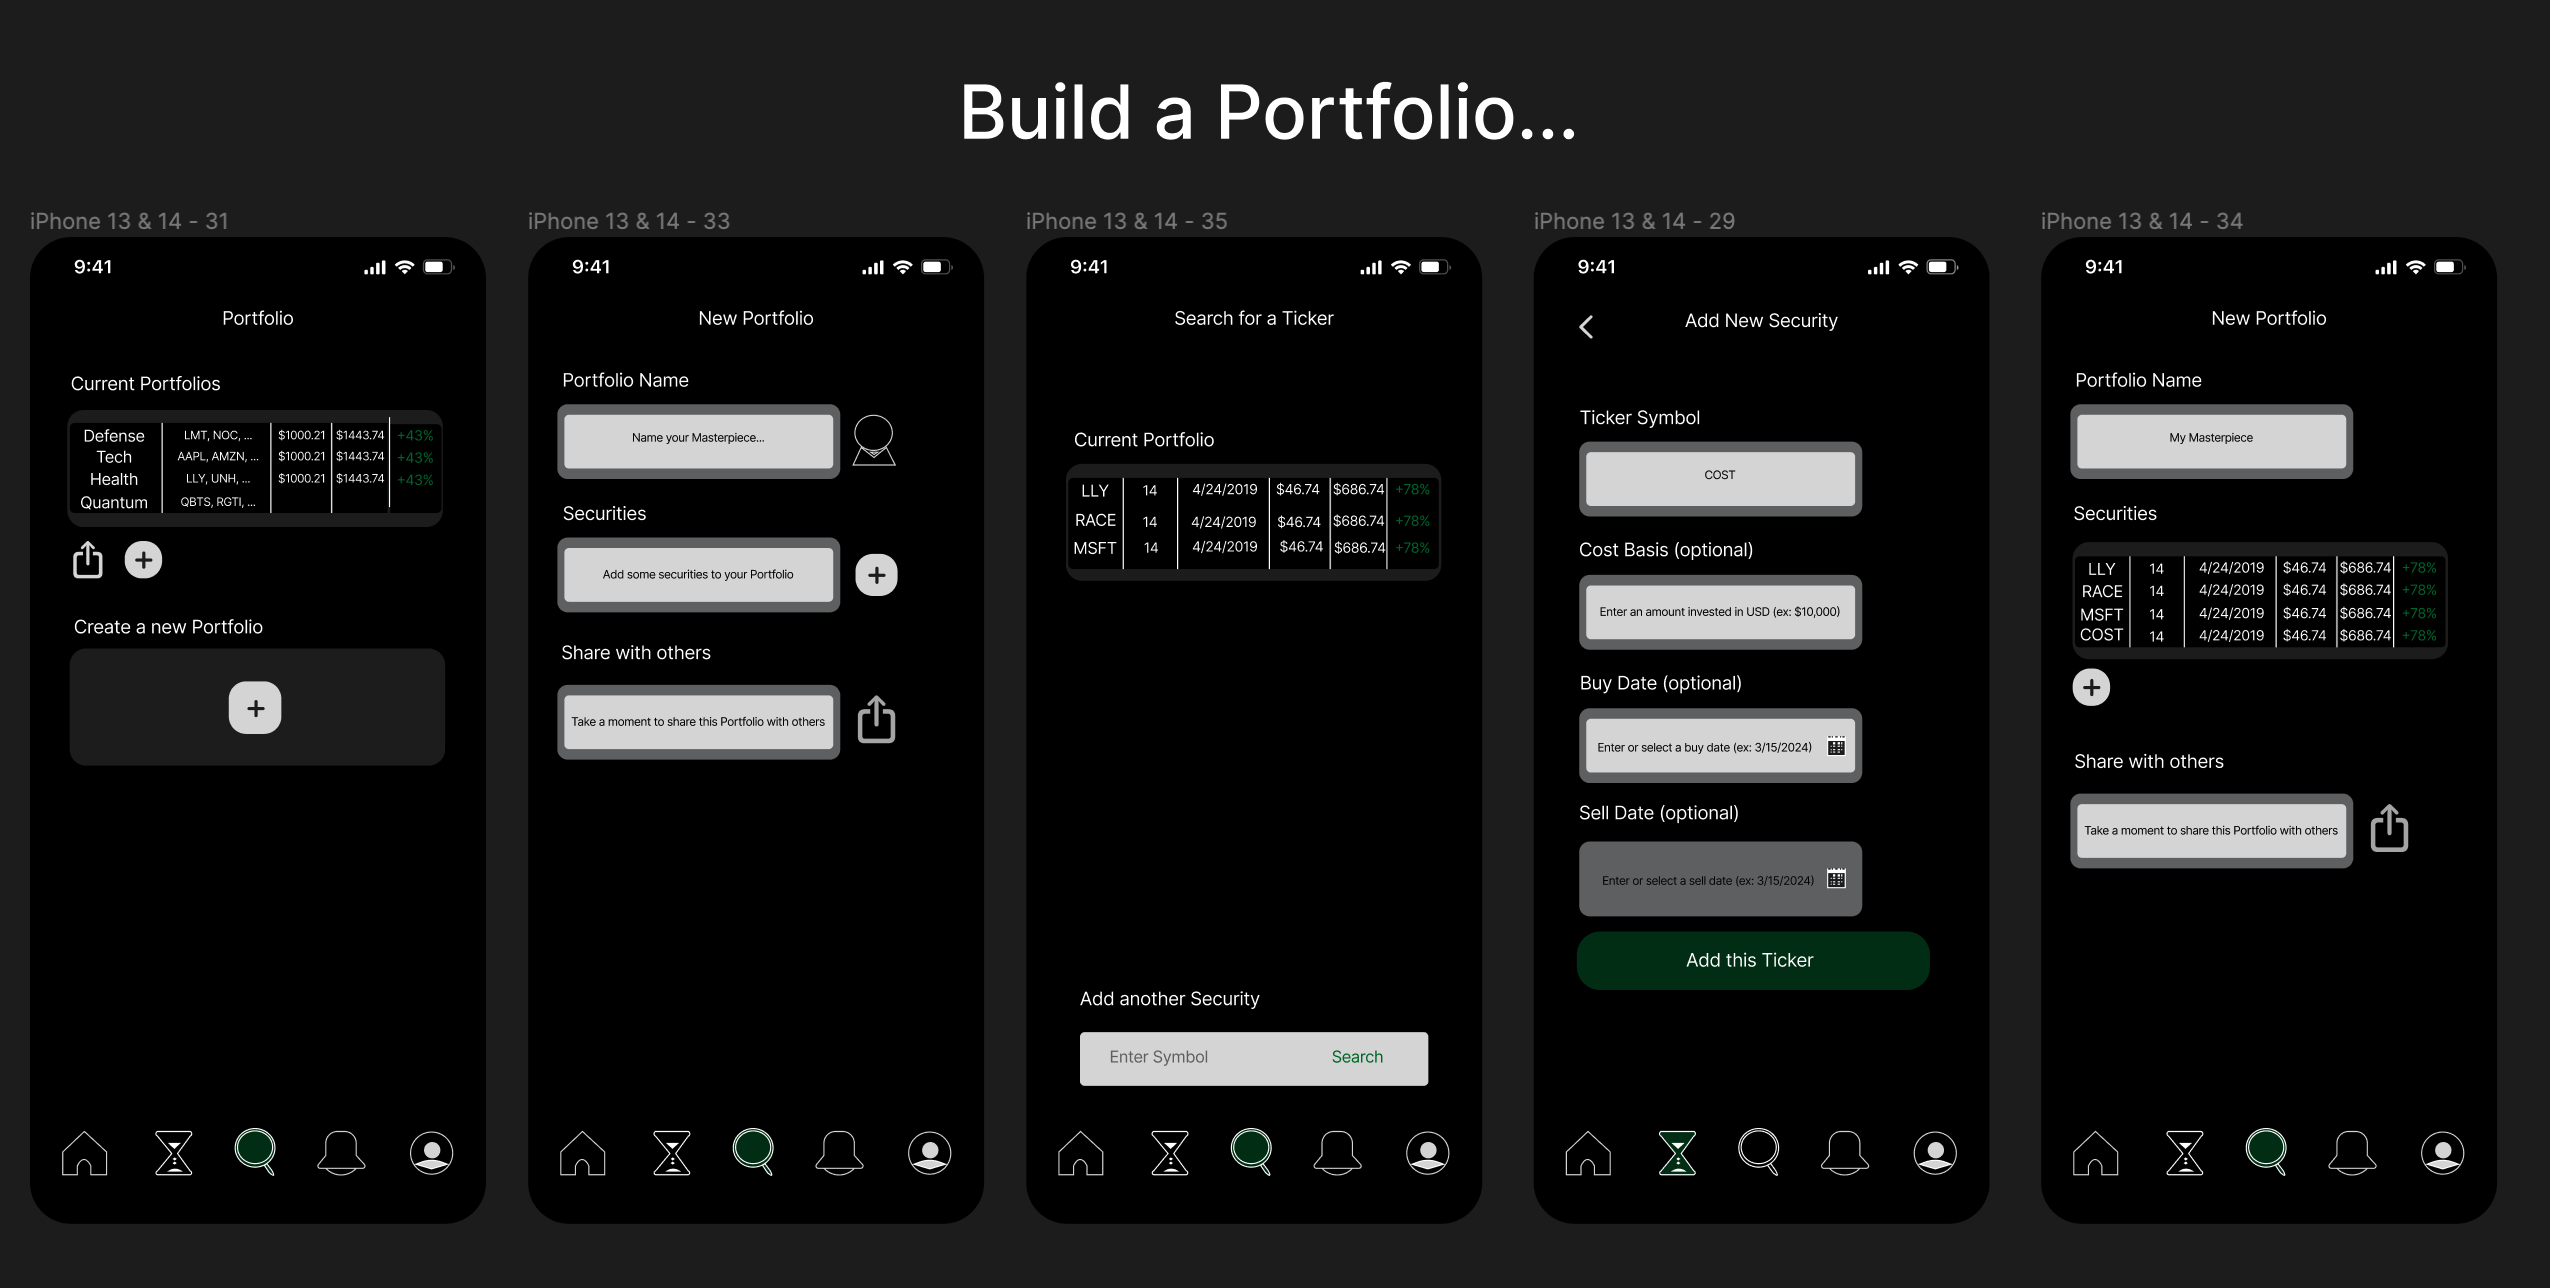 Build a Portfolio...
iPhone 13 & 14 - 31
9:41
Portfolio
Current Portfolios
Defense LMT, NOC, ... $1000.21 $1443.74 +43%
Tech AAPL, AMZN, ... $1000.21 $1443.74 +43%
Health LLY, UNH, ... $1000.21 $1443.74 +43%
Quantum QBTS, RGTI, ...
Create a new Portfolio
iPhone 13 & 14 - 33
9:41
New Portfolio
Portfolio Name
Name your Masterpiece...
Securities
Add some securities to your Portfolio
Share with others
Take a moment to share this Portfolio with others
iPhone 13 & 14 - 35
9:41
Search for a Ticker
Current Portfolio
LLY 14 4/24/2019 $46.74 $686.74 +78%
RACE 14 4/24/2019 $46.74 $686.74 +78%
MSFT 14 4/24/2019 $46.74 $686.74 +78%
Add another Security
Enter Symbol Search
iPhone 13 & 14 - 29
9:41
Add New Security
Ticker Symbol
COST
Cost Basis (optional)
Enter an amount invested in USD (ex: $10,000)
Buy Date (optional)
Enter or select a buy date (ex: 3/15/2024)
Sell Date (optional)
Enter or select a sell date (ex: 3/15/2024)
Add this Ticker
iPhone 13 & 14 - 34
9:41
New Portfolio
Portfolio Name
My Masterpiece
Securities
LLY 14 4/24/2019 $46.74 $686.74 +78%
RACE 14 4/24/2019 $46.74 $686.74 +78%
MSFT 14 4/24/2019 $46.74 $686.74 +78%
COST 14 4/24/2019 $46.74 $686.74 +78%
Share with others
Take a moment to share this Portfolio with others